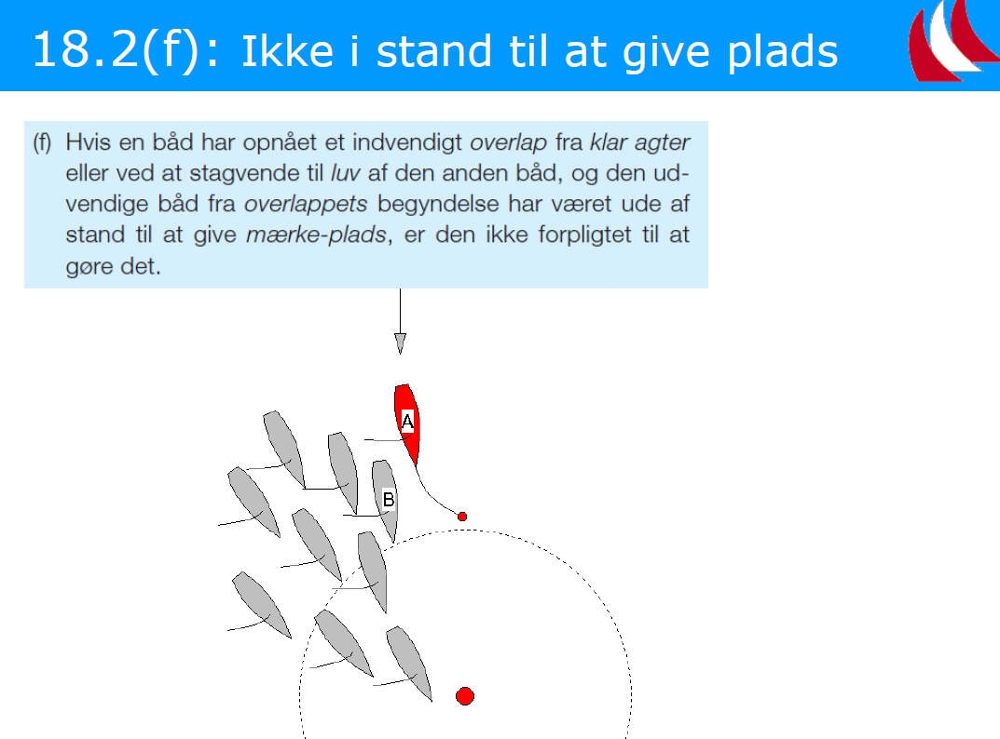 18.2(f): Ikke i stand til at give plads
(f) Hvis en båd har opnået et indvendigt overlap fra klar agter
eller ved at stagvende til luv af den anden båd, og den ud-
vendige båd fra overlappets begyndelse har været ude af
stand til at give mærke-plads, er den ikke forpligtet til at
gøre det.
A
B